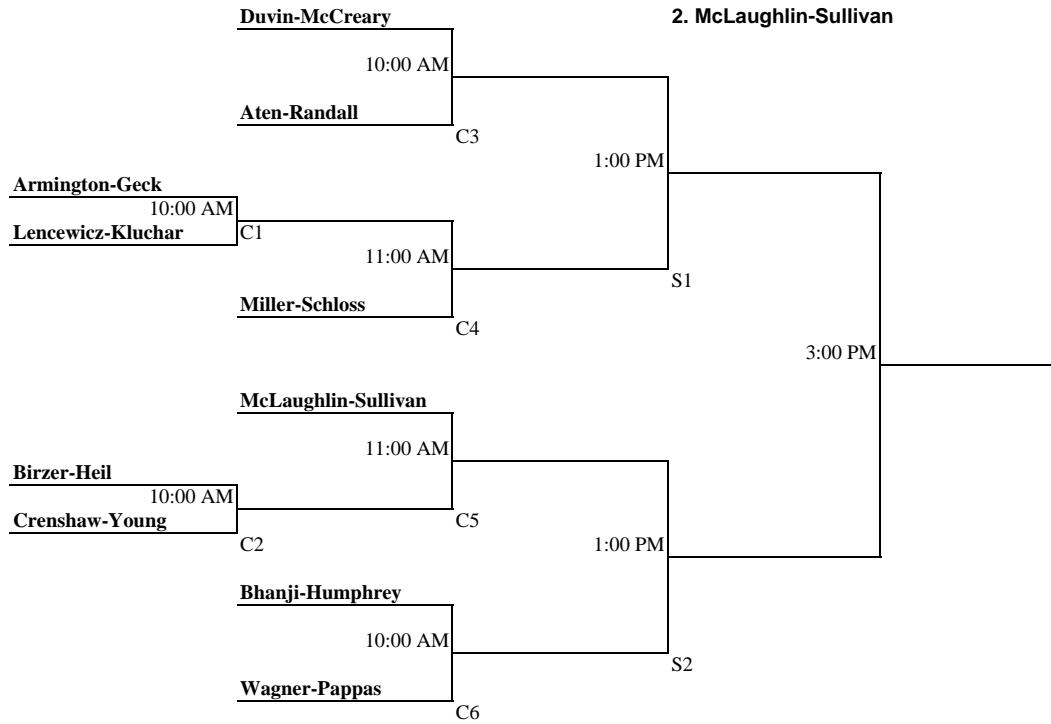 Duvin-McCreary
2. McLaughlin-Sullivan
10:00 AM
Aten-Randall
C3
1:00 PM
Armington-Geck
10:00 AM
Lencewicz-Kluchar
C1
11:00 AM
S1
Miller-Schloss
C4
3:00 PM
McLaughlin-Sullivan
11:00 AM
Birzer-Heil
10:00 AM
Crenshaw-Young
C5
C2
1:00 PM
Bhanji-Humphrey
10:00 AM
S2
Wagner-Pappas
C6